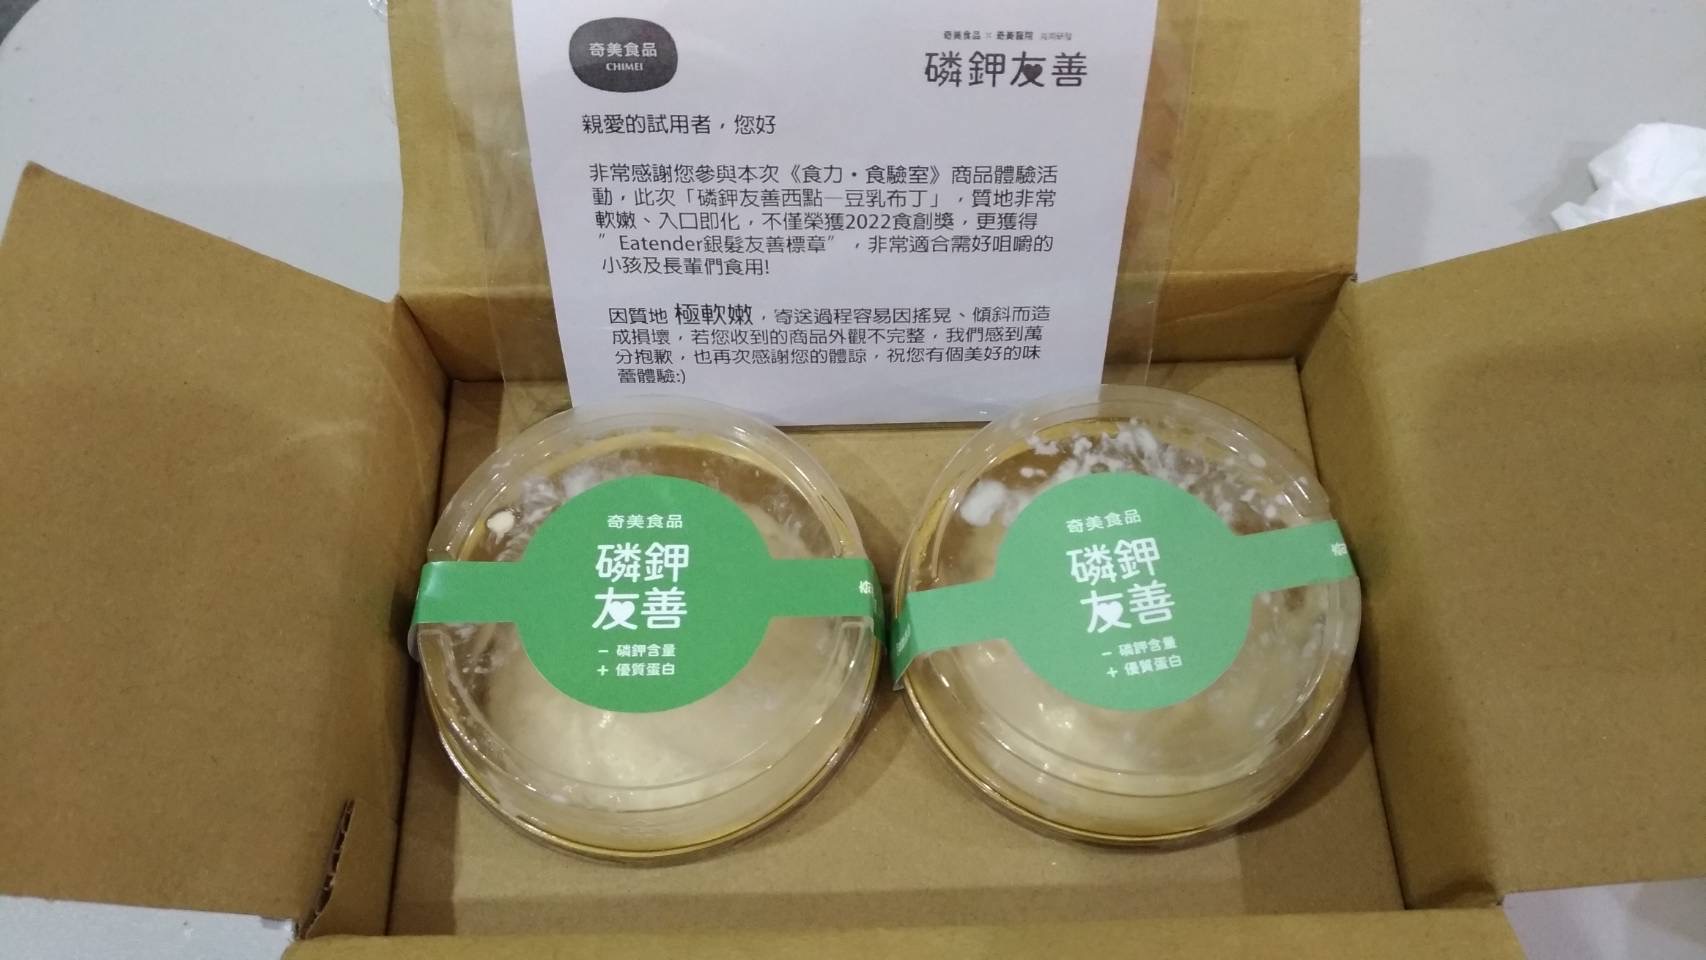 奇美食品
CHIMEI
奇美食品 × 奇美醫院 共同研發
磷鉀友善
親愛的試用者，您好
非常感謝您參與本次《食力・食驗室》商品體驗活
動，此次「磷鉀友善西點—豆乳布丁」，質地非常
軟嫩、入口即化，不僅榮獲2022食創獎，更獲得
”Eatender銀髮友善標章”，非常適合需好咀嚼的
小孩及長輩們食用!
因質地 極軟嫩，寄送過程容易因搖晃、傾斜而造
成損壞，若您收到的商品外觀不完整，我們感到萬
分抱歉，也再次感謝您的體諒，祝您有個美好的味
蕾體驗:)
奇美食品
磷鉀
友善
− 磷鉀含量
+ 優質蛋白
奇美食品
磷鉀
友善
− 磷鉀含量
+ 優質蛋白